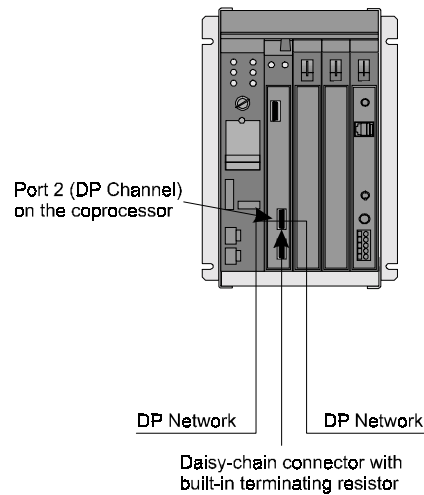 Port 2 (DP Channel)
on the coprocessor
DP Network
DP Network
Daisy-chain connector with
built-in terminating resistor